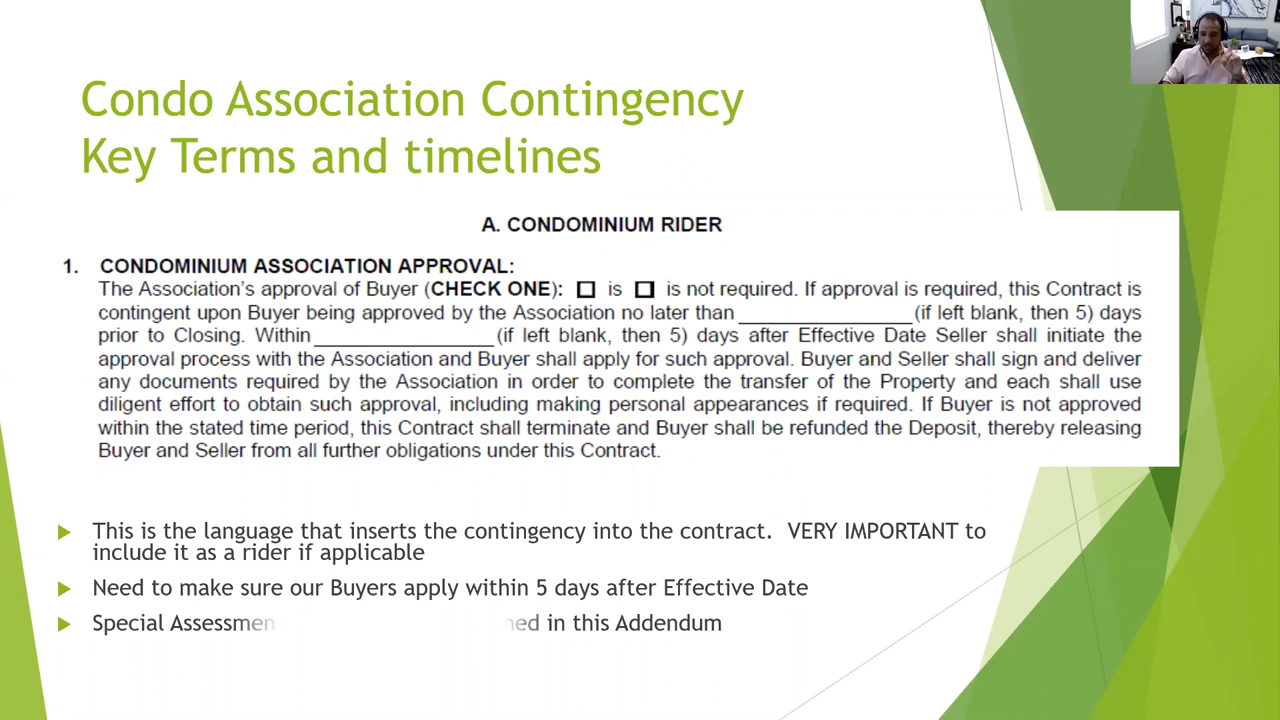 Condo Association Contingency
Key Terms and timelines
A. CONDOMINIUM RIDER
1. CONDOMINIUM ASSOCIATION APPROVAL:
The Association's approval of Buyer (CHECK ONE): ☐ is ☐ is not required. If approval is required, this Contract is
contingent upon Buyer being approved by the Association no later than ________________ (if left blank, then 5) days
prior to Closing. Within ________________ (if left blank, then 5) days after Effective Date Seller shall initiate the
approval process with the Association and Buyer shall apply for such approval. Buyer and Seller shall sign and deliver
any documents required by the Association in order to complete the transfer of the Property and each shall use
diligent effort to obtain such approval, including making personal appearances if required. If Buyer is not approved
within the stated time period, this Contract shall terminate and Buyer shall be refunded the Deposit, thereby releasing
Buyer and Seller from all further obligations under this Contract.
This is the language that inserts the contingency into the contract. VERY IMPORTANT to
include it as a rider if applicable
Need to make sure our Buyers apply within 5 days after Effective Date
Special in this Addendum